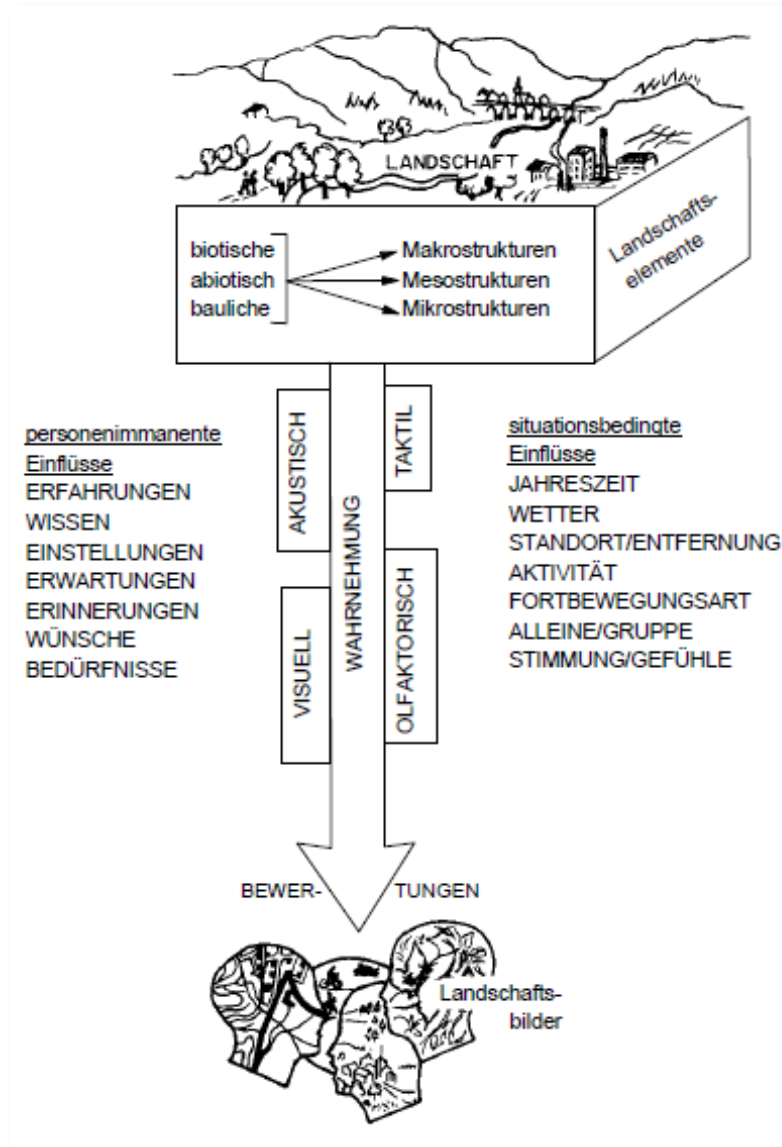 LANDSCHAFT
Landschafts-
elemente
biotische
abiotisch
bauliche
Makrostrukturen
Mesostrukturen
Mikrostrukturen
personenimmanente
Einflüsse
ERFAHRUNGEN
WISSEN
EINSTELLUNGEN
ERWARTUNGEN
ERINNERUNGEN
WÜNSCHE
BEDÜRFNISSE
AKUSTISCH
VISUELL
WAHRNEHMUNG
TAKTIL
OLFAKTORISCH
situationsbedingte
Einflüsse
JAHRESZEIT
WETTER
STANDORT/ENTFERNUNG
AKTIVITÄT
FORTBEWEGUNGSART
ALLEINE/GRUPPE
STIMMUNG/GEFÜHLE
BEWER- TUNGEN
Landschafts-
bilder